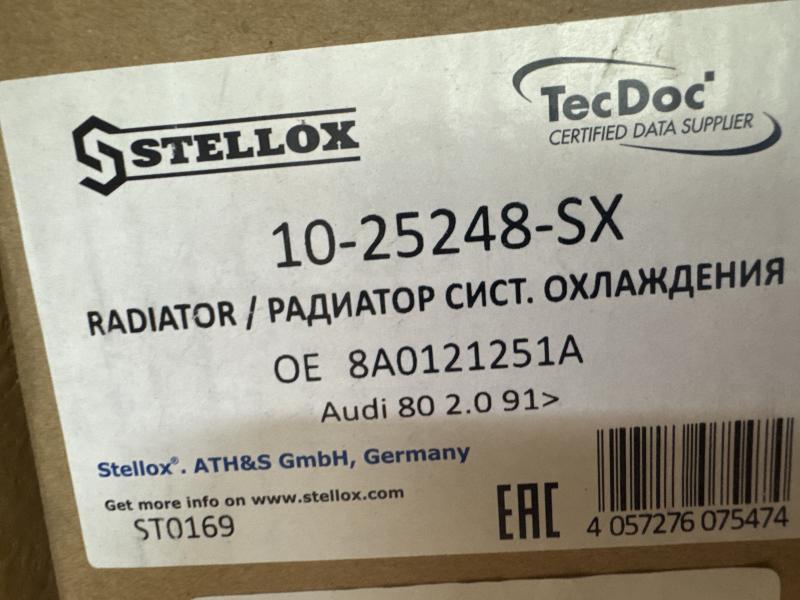 STELLOX
TecDoc
CERTIFIED DATA SUPPLIER
10-25248-SX
RADIATOR / РАДИАТОР СИСТ. ОХЛАЖДЕНИЯ
OE 8A0121251A
Audi 80 2.0 91>
Stellox®. ATH&S GmbH, Germany
Get more info on www.stellox.com
ST0169
EAC
4 057276 075474